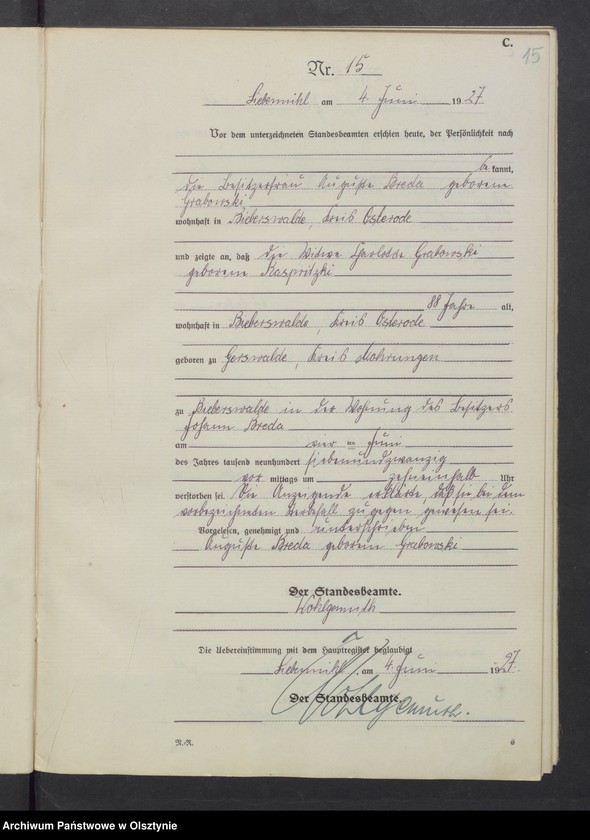 C.
15
Nr. 15
Liebemühl am 4. Juni 1927
Vor dem unterzeichneten Standesbeamten erschien heute, der Persönlichkeit nach
bekannt,
die Besitzerfrau Auguste Breda geborene
Grabowski
wohnhaft in Bieberswalde, Kreis Osterode
und zeigte an, daß die Witwe Charlotte Grabowski
geborene Kaspritzki
88 Jahre alt,
wohnhaft in Bieberswalde, Kreis Osterode
geboren zu Gerswalde, Kreis Mohrungen
zu Bieberswalde in der Wohnung des Besitzers
Johann Breda
am vier ten Juni
des Jahres tausend neunhundert siebenundzwanzig
vor mittags um zehneinhalb Uhr
verstorben sei. Die Anzeigende erklärte, daß sie bei dem
vorbezeichneten Sterbefall zugegen gewesen sei.
Vorgelesen, genehmigt und unterschrieben
Auguste Breda geborene Grabowski
Der Standesbeamte.
Wohlgemuth
Die Uebereinstimmung mit dem Hauptregister beglaubigt
Liebemühl, am 4. Juni 1927.
Der Standesbeamte.
Wohlgemuth.
R.-R.
6
Archiwum Państwowe w Olsztynie